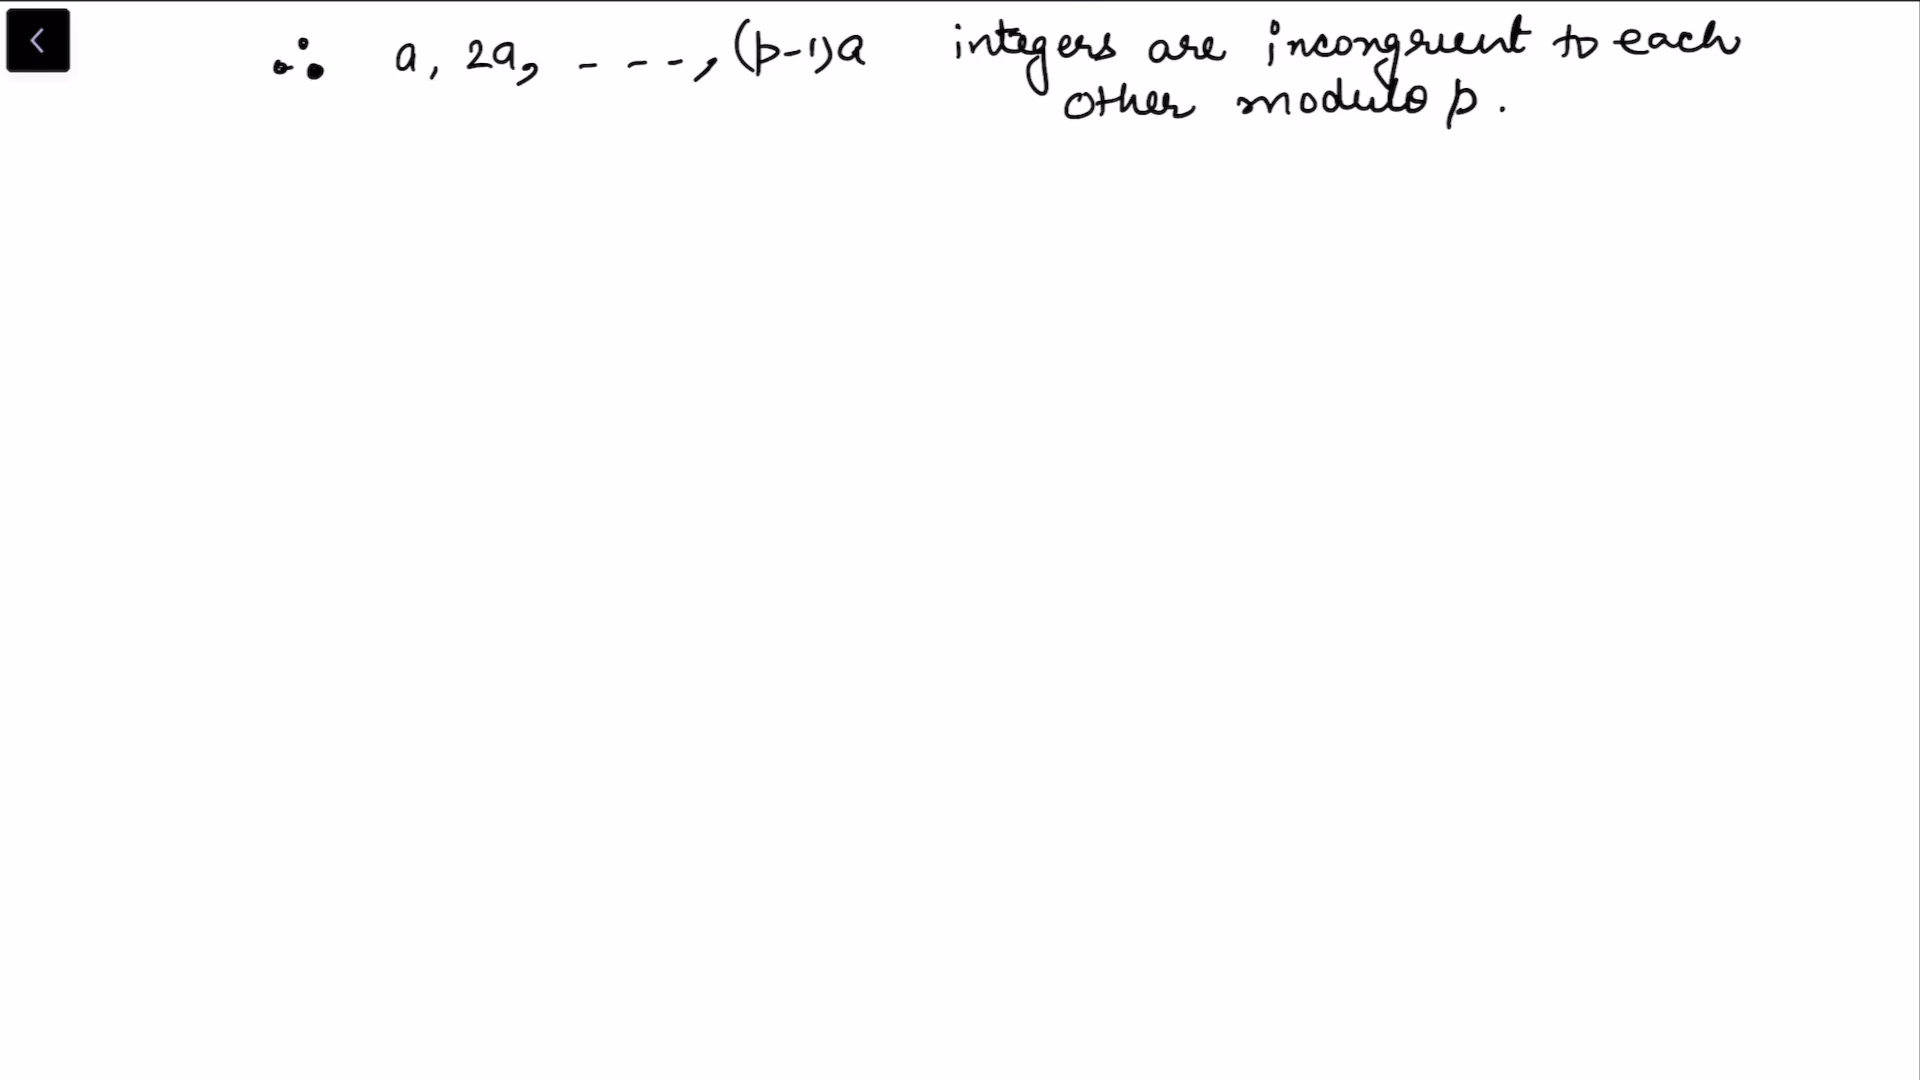 ∴ a, 2a, ----, (p-1)a integers are incongruent to each
other modulo p.